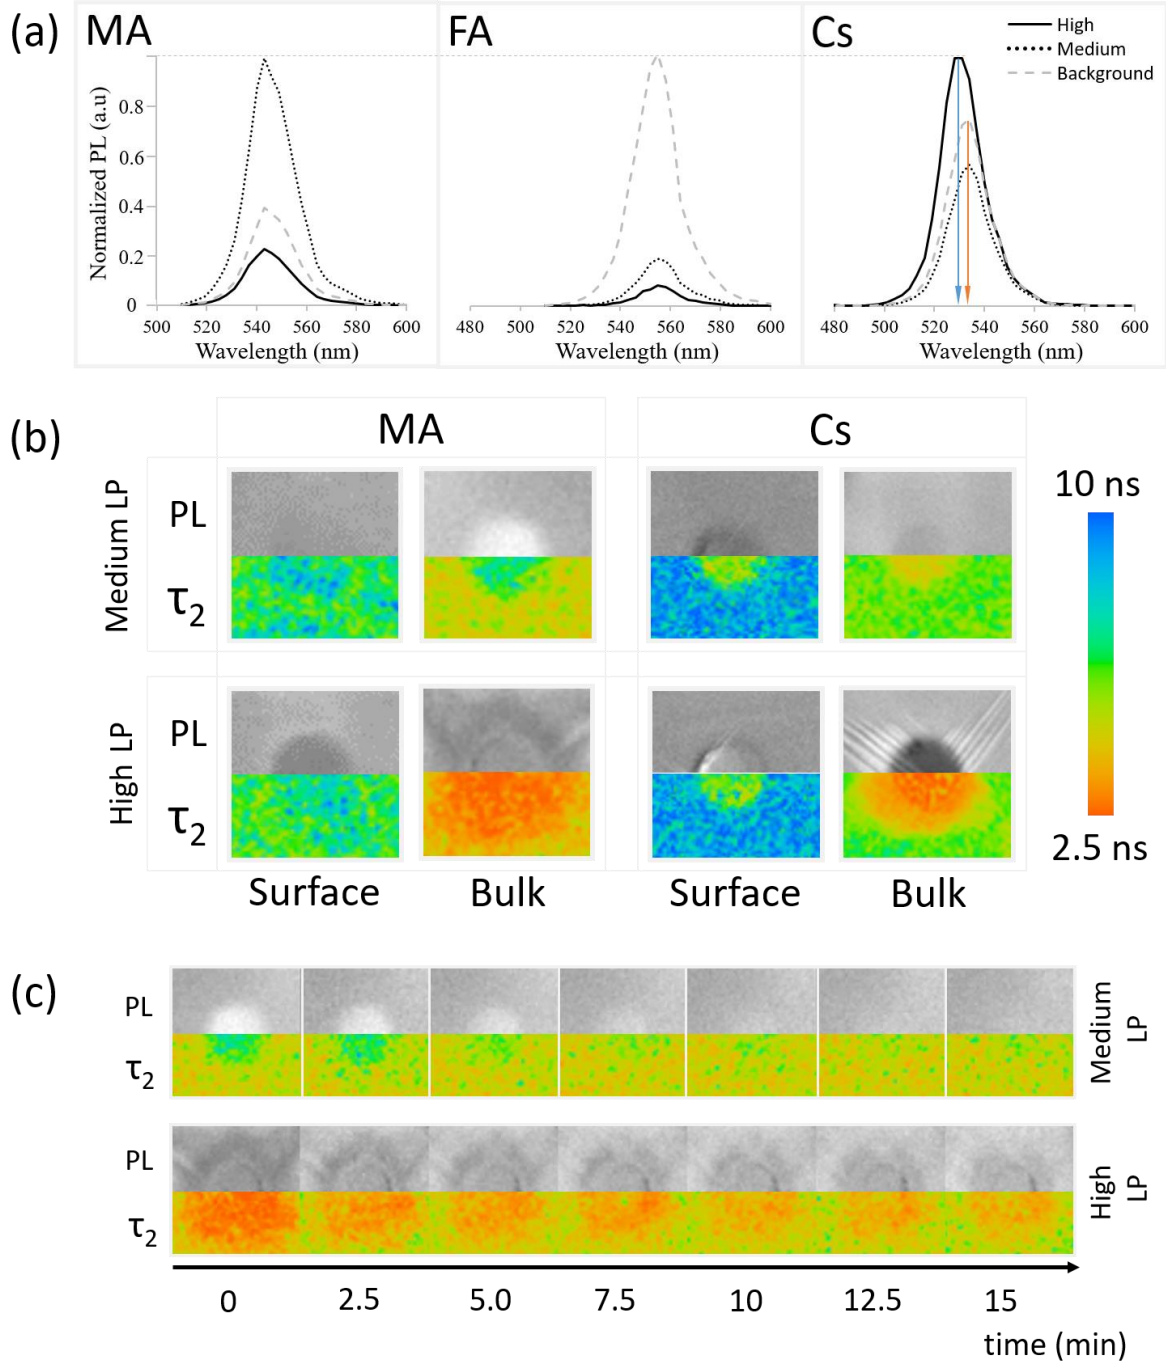 (a)
MA
FA
Cs
High
Medium
Background
Normalized PL (a.u)
0.8
0.6
0.4
0.2
0
500 520 540 560 580 600
480 500 520 540 560 580 600
480 500 520 540 560 580 600
Wavelength (nm)
Wavelength (nm)
Wavelength (nm)
(b)
MA
Cs
Medium LP
PL
τ2
High LP
PL
τ2
Surface
Bulk
Surface
Bulk
10 ns
2.5 ns
(c)
PL
τ2
Medium
LP
PL
τ2
High
LP
0 2.5 5.0 7.5 10 12.5 15
time (min)